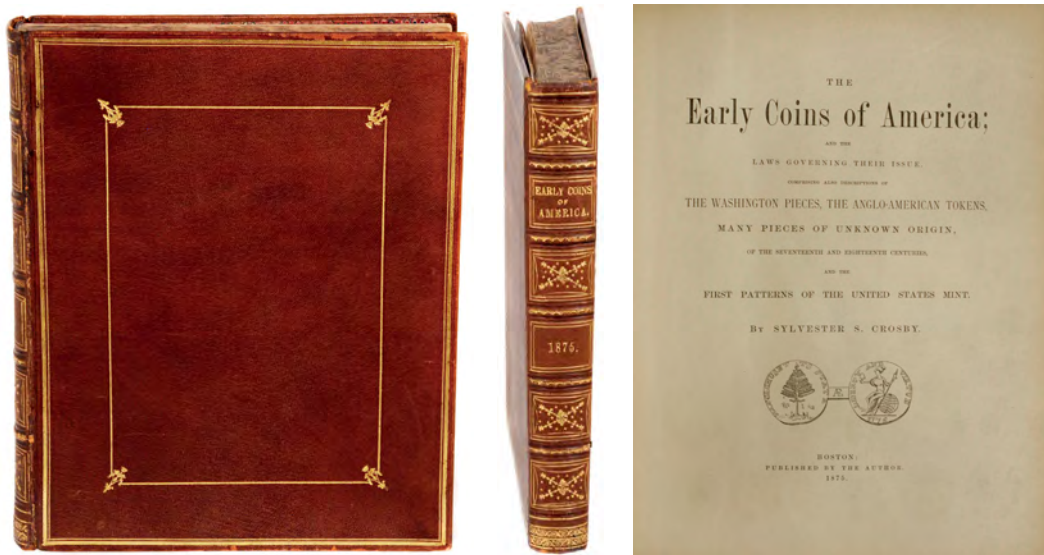 EARLY COINS
OF
AMERICA.
1875.
THE
Early Coins of America;
AND THE
LAWS GOVERNING THEIR ISSUE.
COMPRISING ALSO DESCRIPTIONS OF
THE WASHINGTON PIECES, THE ANGLO-AMERICAN TOKENS,
MANY PIECES OF UNKNOWN ORIGIN,
OF THE SEVENTEENTH AND EIGHTEENTH CENTURIES,
AND THE
FIRST PATTERNS OF THE UNITED STATES MINT.
BY SYLVESTER S. CROSBY.
BOSTON:
PUBLISHED BY THE AUTHOR.
1875.